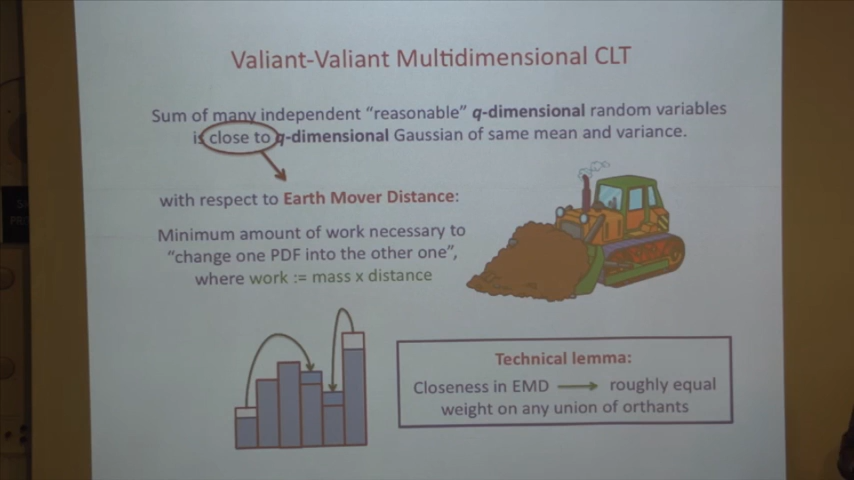 Valiant-Valiant Multidimensional CLT
Sum of many independent "reasonable" q-dimensional random variables
is close to q-dimensional Gaussian of same mean and variance.
with respect to Earth Mover Distance:
Minimum amount of work necessary to
"change one PDF into the other one",
where work := mass x distance
Technical lemma:
Closeness in EMD → roughly equal
weight on any union of orthants